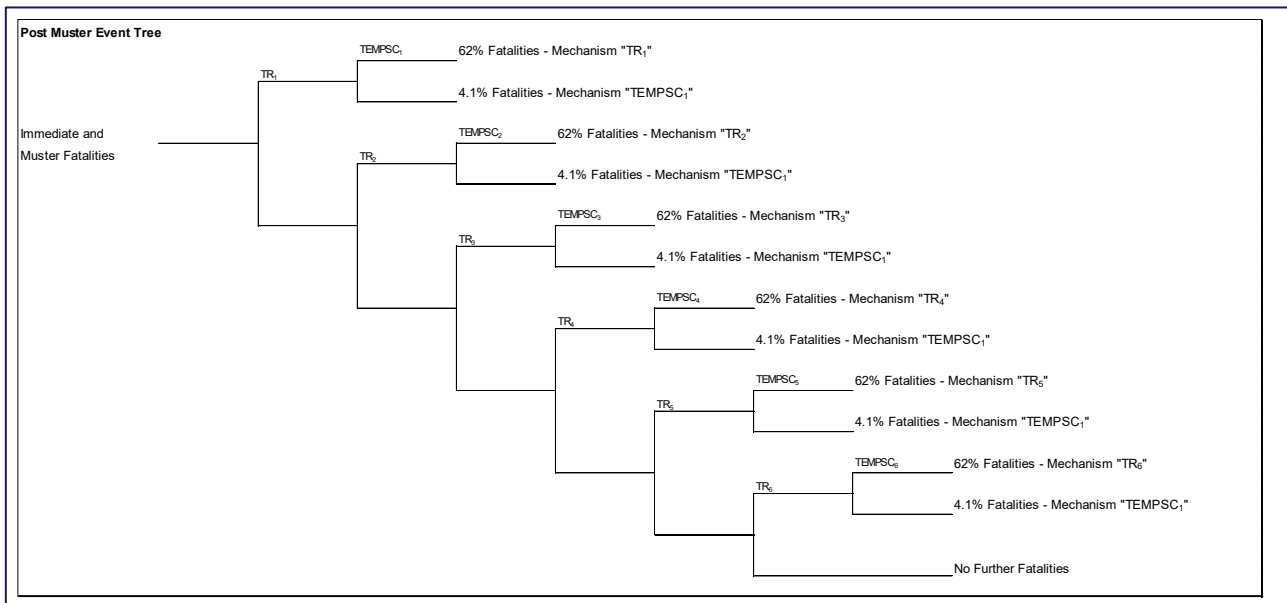 Post Muster Event Tree
TEMPSC₁
62% Fatalities - Mechanism "TR₁"
TR₁
4.1% Fatalities - Mechanism "TEMPSC₁"
Immediate and
Muster Fatalities
TEMPSC₂
62% Fatalities - Mechanism "TR₂"
TR₂
4.1% Fatalities - Mechanism "TEMPSC₁"
TEMPSC₃
62% Fatalities - Mechanism "TR₃"
TR₃
4.1% Fatalities - Mechanism "TEMPSC₁"
TEMPSC₄
62% Fatalities - Mechanism "TR₄"
TR₄
4.1% Fatalities - Mechanism "TEMPSC₁"
TEMPSC₅
62% Fatalities - Mechanism "TR₅"
TR₅
4.1% Fatalities - Mechanism "TEMPSC₁"
TEMPSC₆
62% Fatalities - Mechanism "TR₆"
TR₆
4.1% Fatalities - Mechanism "TEMPSC₁"
No Further Fatalities